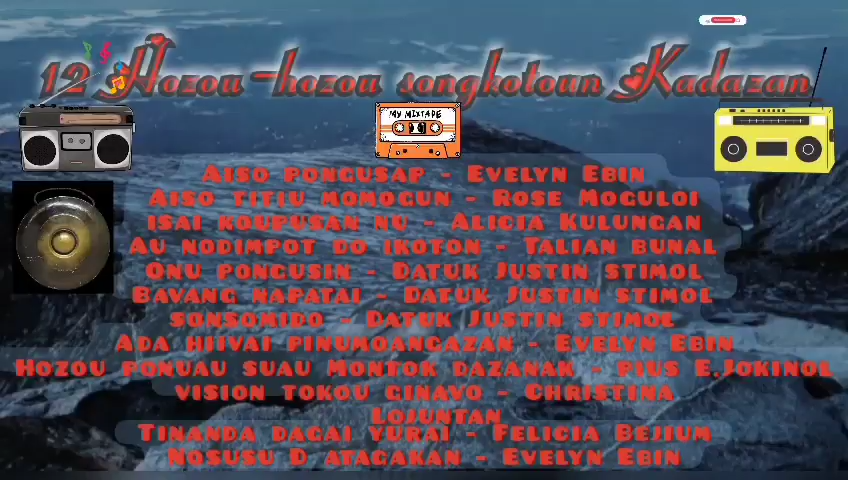 12 Hozou-hozou songkotoun Kadazan
MY MIXTAPE
Aiso pongusap - Evelyn Ebin
Aiso titiu momogun - Rose Moguloi
isai koupusan nu - Alicia Kulungan
Au nodimpot do ikoton - Talian bunal
Onu pongusin - Datuk Justin stimol
Bavang napatai - Datuk Justin stimol
sonsomido - Datuk Justin stimol
Ada hiivai pinumoangazan - Evelyn Ebin
Hozou ponuau suau Montok dazanak - pius E.Jokinol
vision tokou ginavo - Christina
Lojuntan
Tinanda dagai yurai - Felicia Bejium
Nosusu D atagakan - Evelyn Ebin